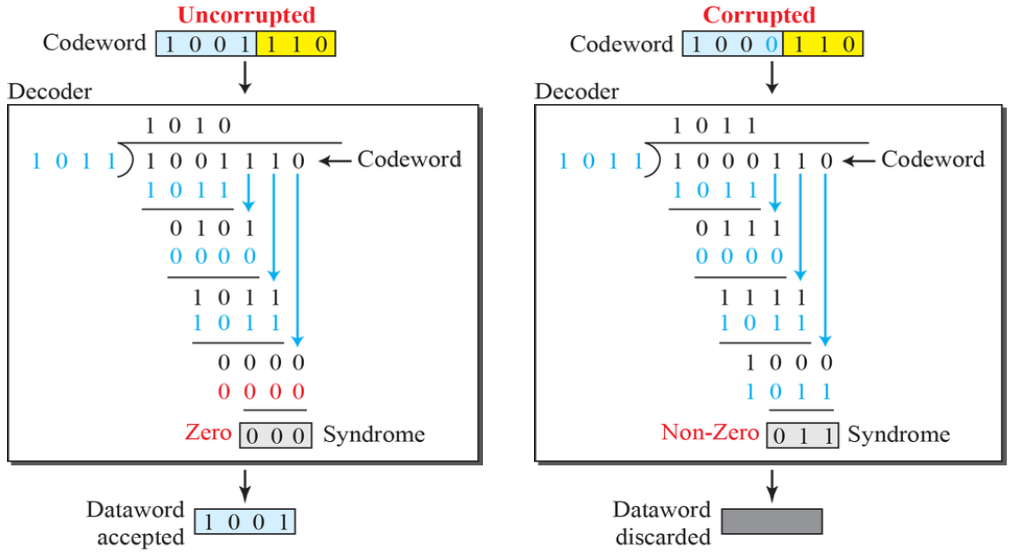 Uncorrupted
Codeword 1 0 0 1 1 1 0
Decoder
1 0 1 0
1 0 1 1 1 0 0 1 1 1 0 Codeword
1 0 1 1
0 1 0 1
0 0 0 0
1 0 1 1
1 0 1 1
0 0 0 0
0 0 0 0
Zero 0 0 0 Syndrome
Dataword
accepted 1 0 0 1
Corrupted
Codeword 1 0 0 0 1 1 0
Decoder
1 0 1 1
1 0 1 1 1 0 0 0 1 1 0 Codeword
1 0 1 1
0 1 1 1
0 0 0 0
1 1 1 1
1 0 1 1
1 0 0 0
1 0 1 1
Non-Zero 0 1 1 Syndrome
Dataword
discarded